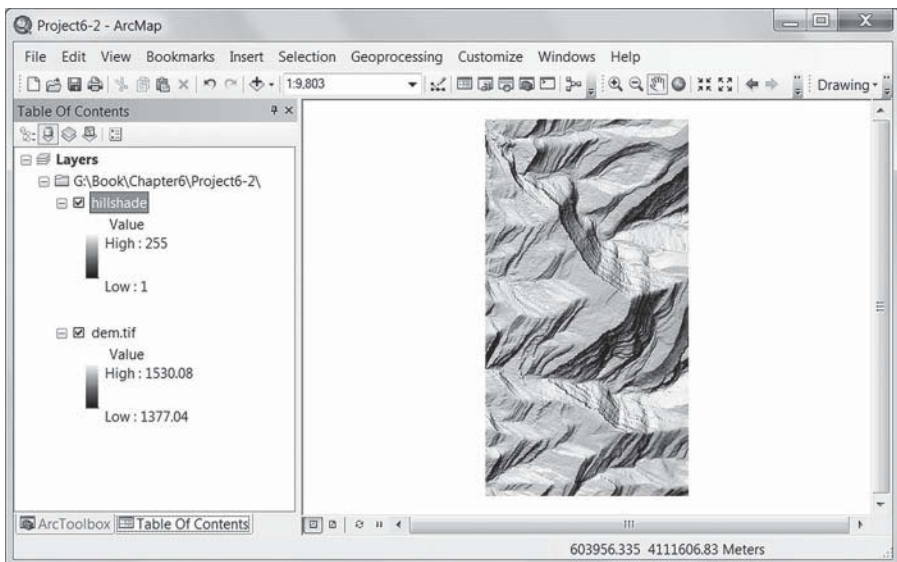 Project6-2 - ArcMap
File Edit View Bookmarks Insert Selection Geoprocessing Customize Windows Help
1:9,803
Drawing
Table Of Contents
Layers
G:\Book\Chapter6\Project6-2\
hillshade
Value
High : 255
Low : 1
dem.tif
Value
High : 1530.08
Low : 1377.04
ArcToolbox Table Of Contents
603956.335 4111606.83 Meters